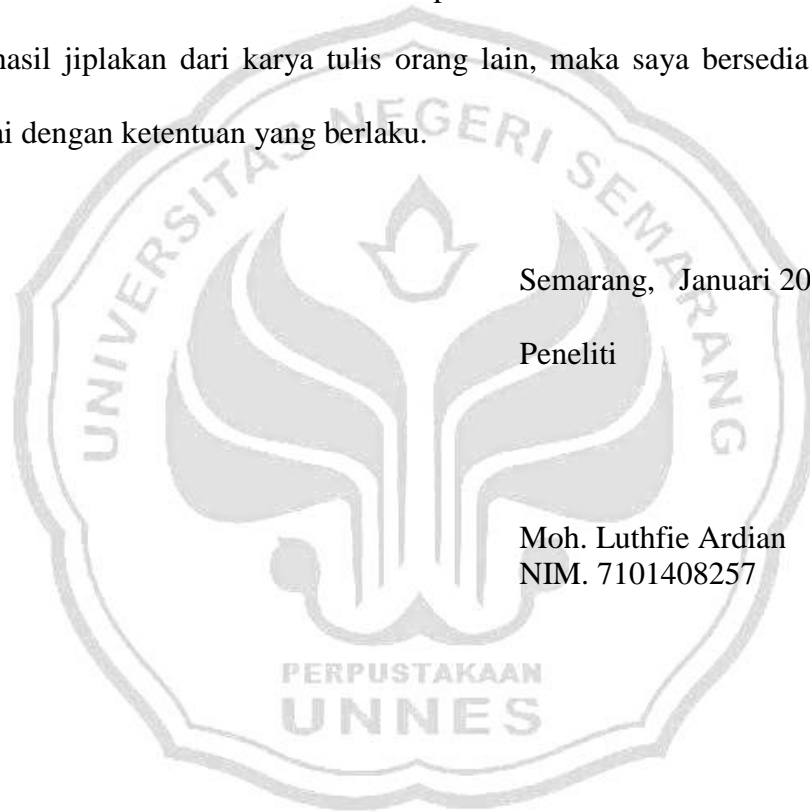 hasil jiplakan dari karya tulis orang lain, maka saya bersedia
dengan ketentuan yang berlaku.
UNIVERSITAS NEGERI SEMARANG
Semarang, Januari 20
Peneliti
Moh. Luthfie Ardian
NIM. 7101408257
PERPUSTAKAAN
UNNES